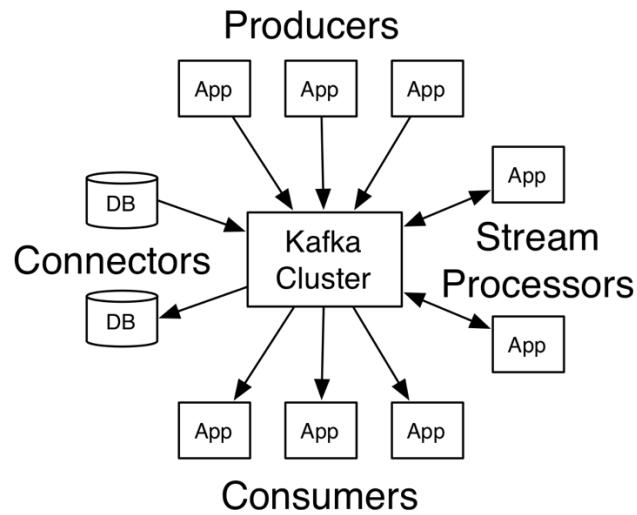 Producers
App
App
App
App
DB
Kafka
Cluster
Stream
Processors
Connectors
DB
App
App
App
App
Consumers